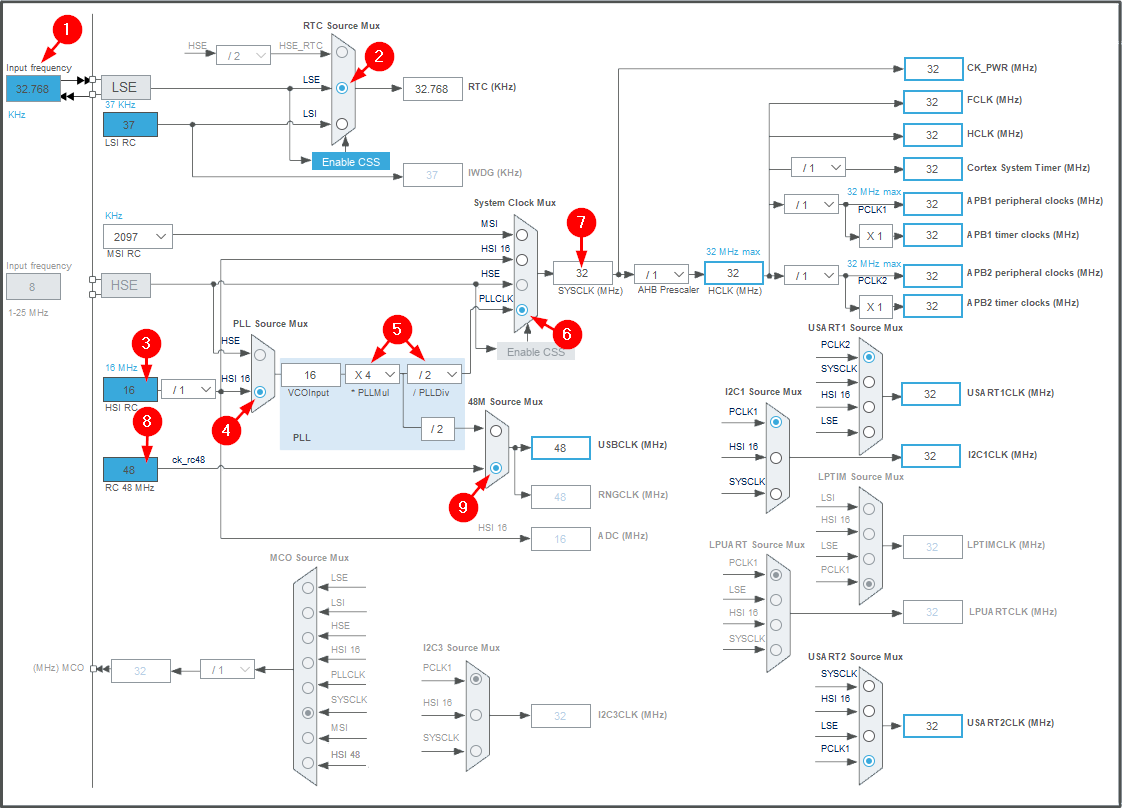 RTC Source Mux
1
2
HSE
/ 2
HSE_RTC
Input frequency
32.768
KHz
LSE
LSE
32.768
RTC (KHz)
37 KHz
37
LSI RC
LSI
Enable CSS
37
IWDG (KHz)
32
CK_PWR (MHz)
32
FCLK (MHz)
32
HCLK (MHz)
/ 1
32
Cortex System Timer (MHz)
32 MHz max
/ 1
PCLK1
32
APB1 peripheral clocks (MHz)
X 1
32
APB1 timer clocks (MHz)
System Clock Mux
7
KHz
2097
MSI RC
MSI
HSI 16
Input frequency
8
1-25 MHz
HSE
HSE
PLLCLK
6
Enable CSS
32
SYSCLK (MHz)
/ 1
AHB Prescaler
32 MHz max
32
HCLK (MHz)
32 MHz max
/ 1
PCLK2
32
APB2 peripheral clocks (MHz)
X 1
32
APB2 timer clocks (MHz)
PLL Source Mux
3
5
HSE
16 MHz
16
HSI RC
/ 1
HSI 16
4
16
VCOInput
X 4
* PLLMul
/ 2
/ PLLDiv
/ 2
PLL
48M Source Mux
8
48
RC 48 MHz
ck_rc48
9
48
USBCLK (MHz)
48
RNGCLK (MHz)
HSI 16
16
ADC (MHz)
USART1 Source Mux
PCLK2
SYSCLK
HSI 16
LSE
32
USART1CLK (MHz)
I2C1 Source Mux
PCLK1
HSI 16
SYSCLK
32
I2C1CLK (MHz)
LPTIM Source Mux
LSI
HSI 16
LSE
PCLK1
32
LPTIMCLK (MHz)
LPUART Source Mux
PCLK1
LSE
HSI 16
SYSCLK
32
LPUARTCLK (MHz)
MCO Source Mux
LSE
LSI
HSE
HSI 16
PLLCLK
SYSCLK
MSI
HSI 48
(MHz) MCO
32
/ 1
I2C3 Source Mux
PCLK1
HSI 16
SYSCLK
32
I2C3CLK (MHz)
USART2 Source Mux
SYSCLK
HSI 16
LSE
PCLK1
32
USART2CLK (MHz)